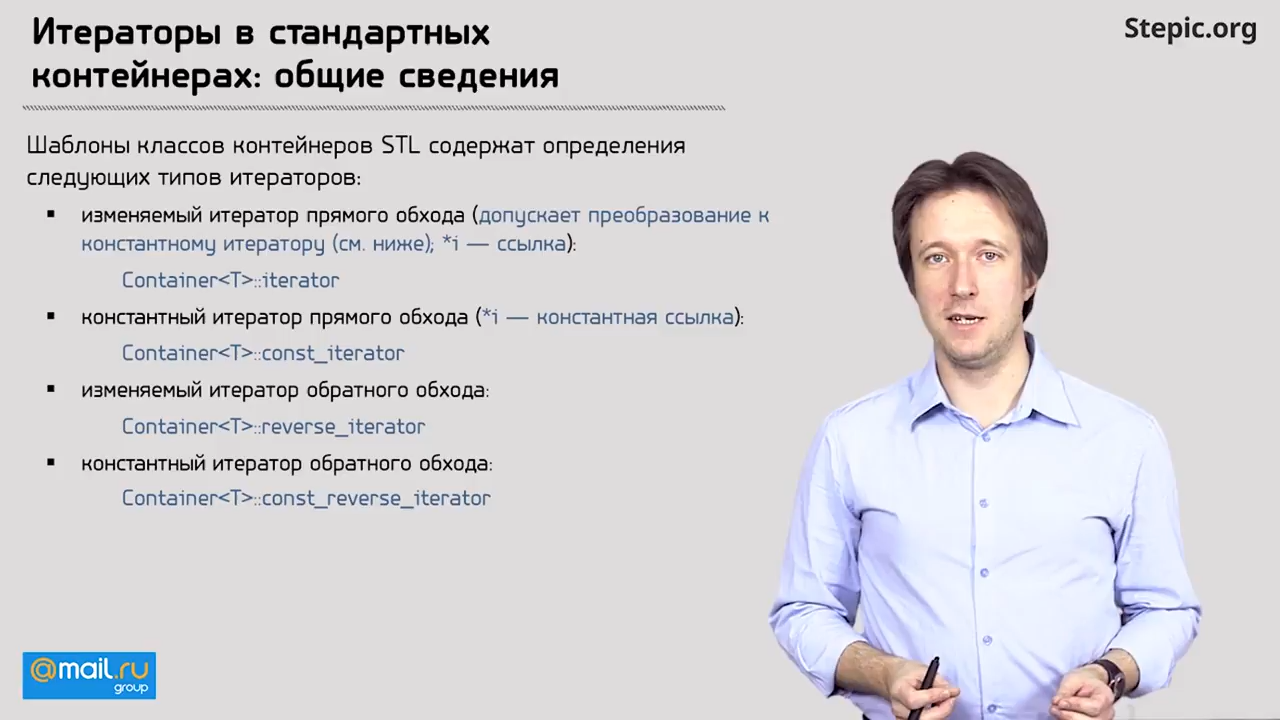 Итераторы в стандартных
контейнерах: общие сведения
Stepic.org
Шаблоны классов контейнеров STL содержат определения
следующих типов итераторов:
▪ изменяемый итератор прямого обхода (допускает преобразование к
константному итератору (см. ниже); *i — ссылка):
Container<T>::iterator
▪ константный итератор прямого обхода (*i — константная ссылка):
Container<T>::const_iterator
▪ изменяемый итератор обратного обхода:
Container<T>::reverse_iterator
▪ константный итератор обратного обхода:
Container<T>::const_reverse_iterator
@mail.ru
group